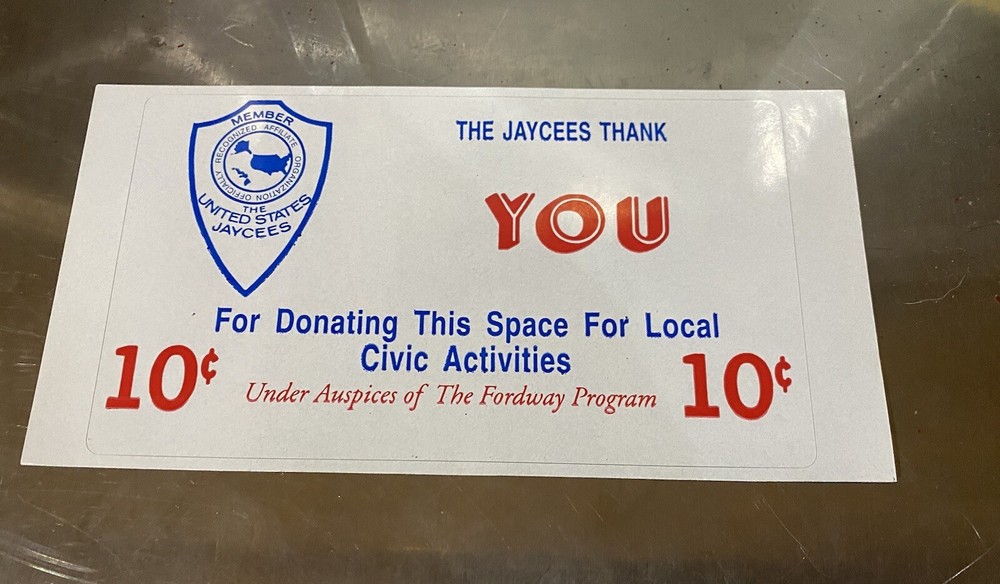 MEMBER
OFFICIALLY RECOGNIZED AFFILIATE ORGANIZATION
THE
UNITED STATES
JAYCEES
THE JAYCEES THANK
YOU
For Donating This Space For Local
Civic Activities
10¢ 10¢
Under Auspices of The Fordway Program